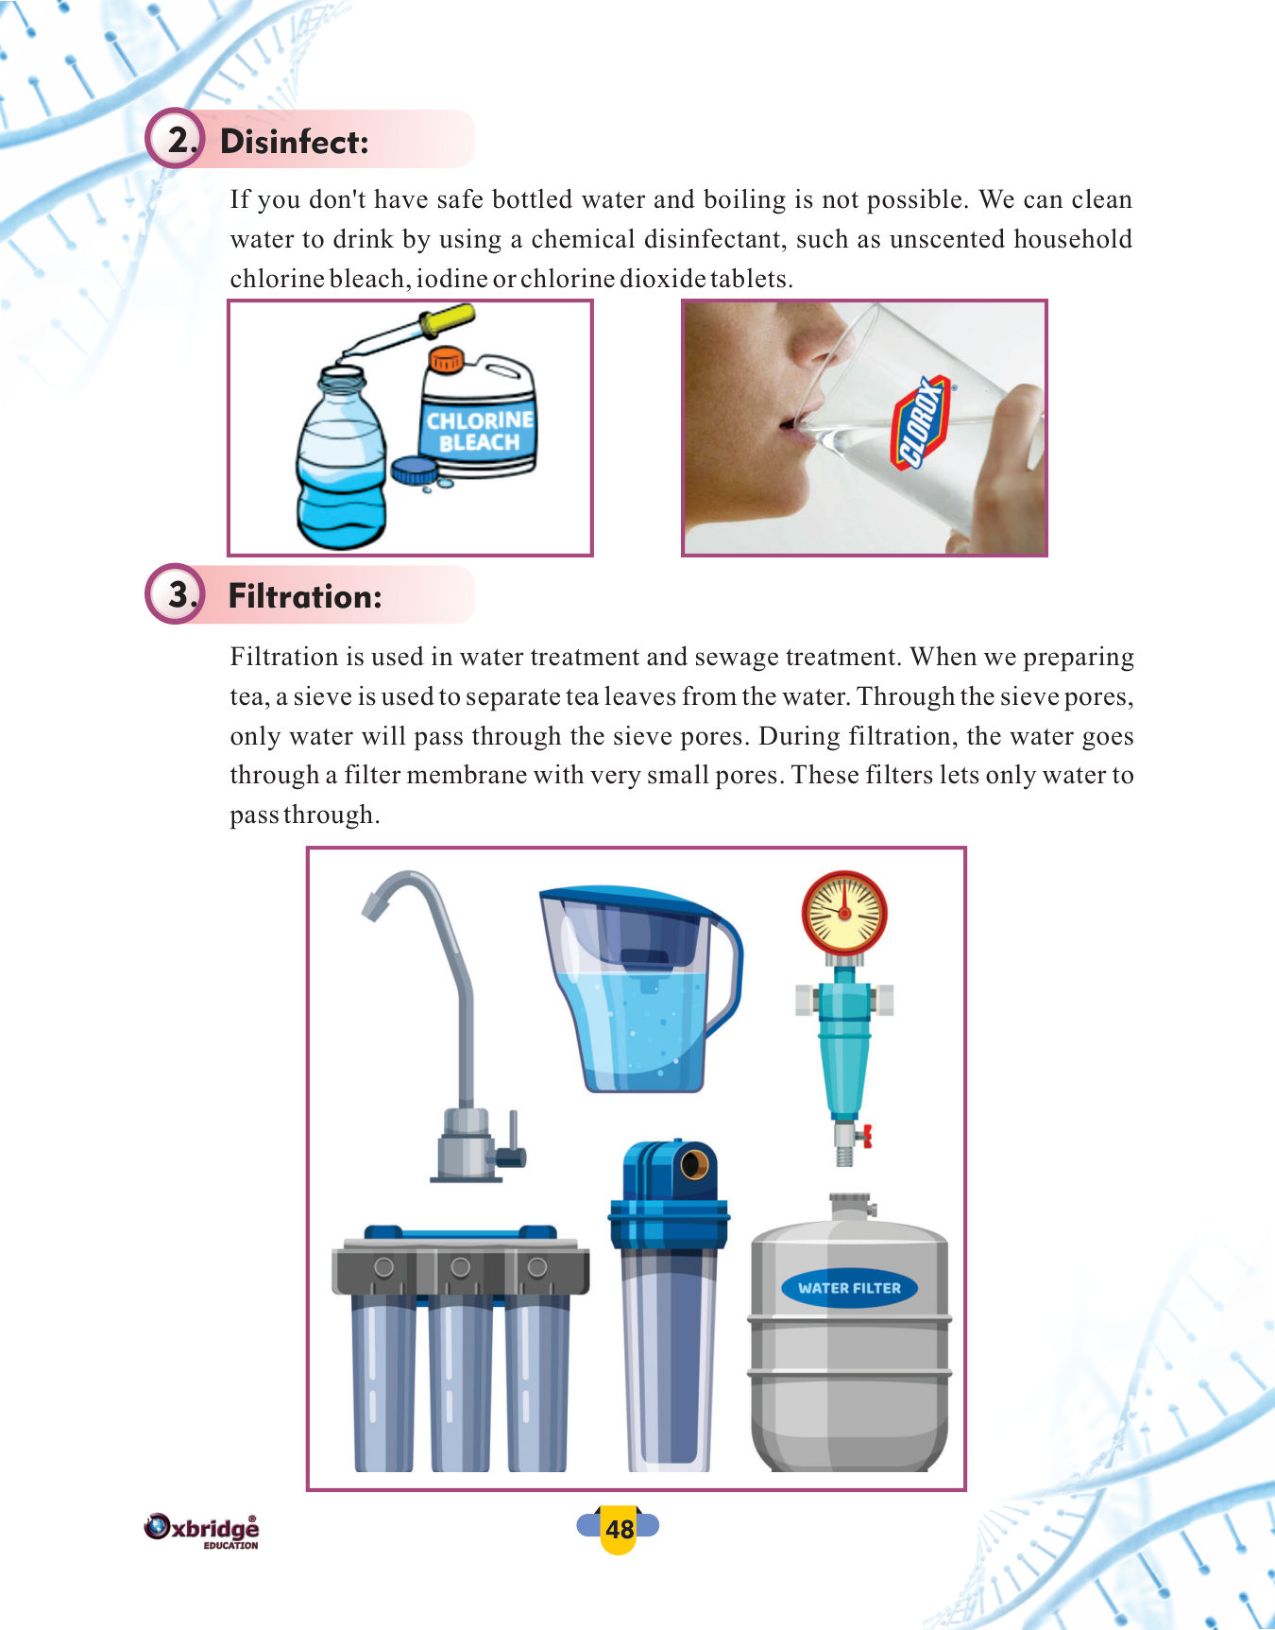 2. Disinfect:
If you don't have safe bottled water and boiling is not possible. We can clean
water to drink by using a chemical disinfectant, such as unscented household
chlorine bleach, iodine or chlorine dioxide tablets.
CHLORINE
BLEACH
CLOROX
3. Filtration:
Filtration is used in water treatment and sewage treatment. When we preparing
tea, a sieve is used to separate tea leaves from the water. Through the sieve pores,
only water will pass through the sieve pores. During filtration, the water goes
through a filter membrane with very small pores. These filters lets only water to
pass through.
WATER FILTER
Oxbridge®
EDUCATION
48